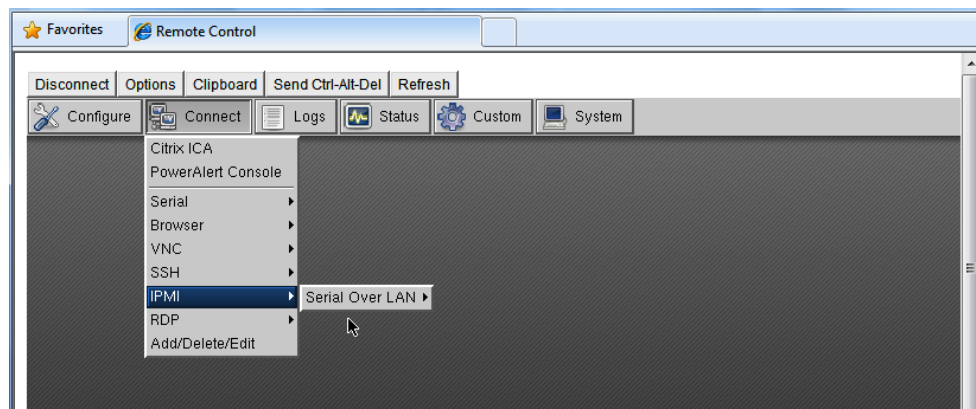 Favorites Remote Control
Disconnect Options Clipboard Send Ctrl-Alt-Del Refresh
Configure Connect Logs Status Custom System
Citrix ICA
PowerAlert Console
Serial
Browser
VNC
SSH
IPMI Serial Over LAN
RDP
Add/Delete/Edit